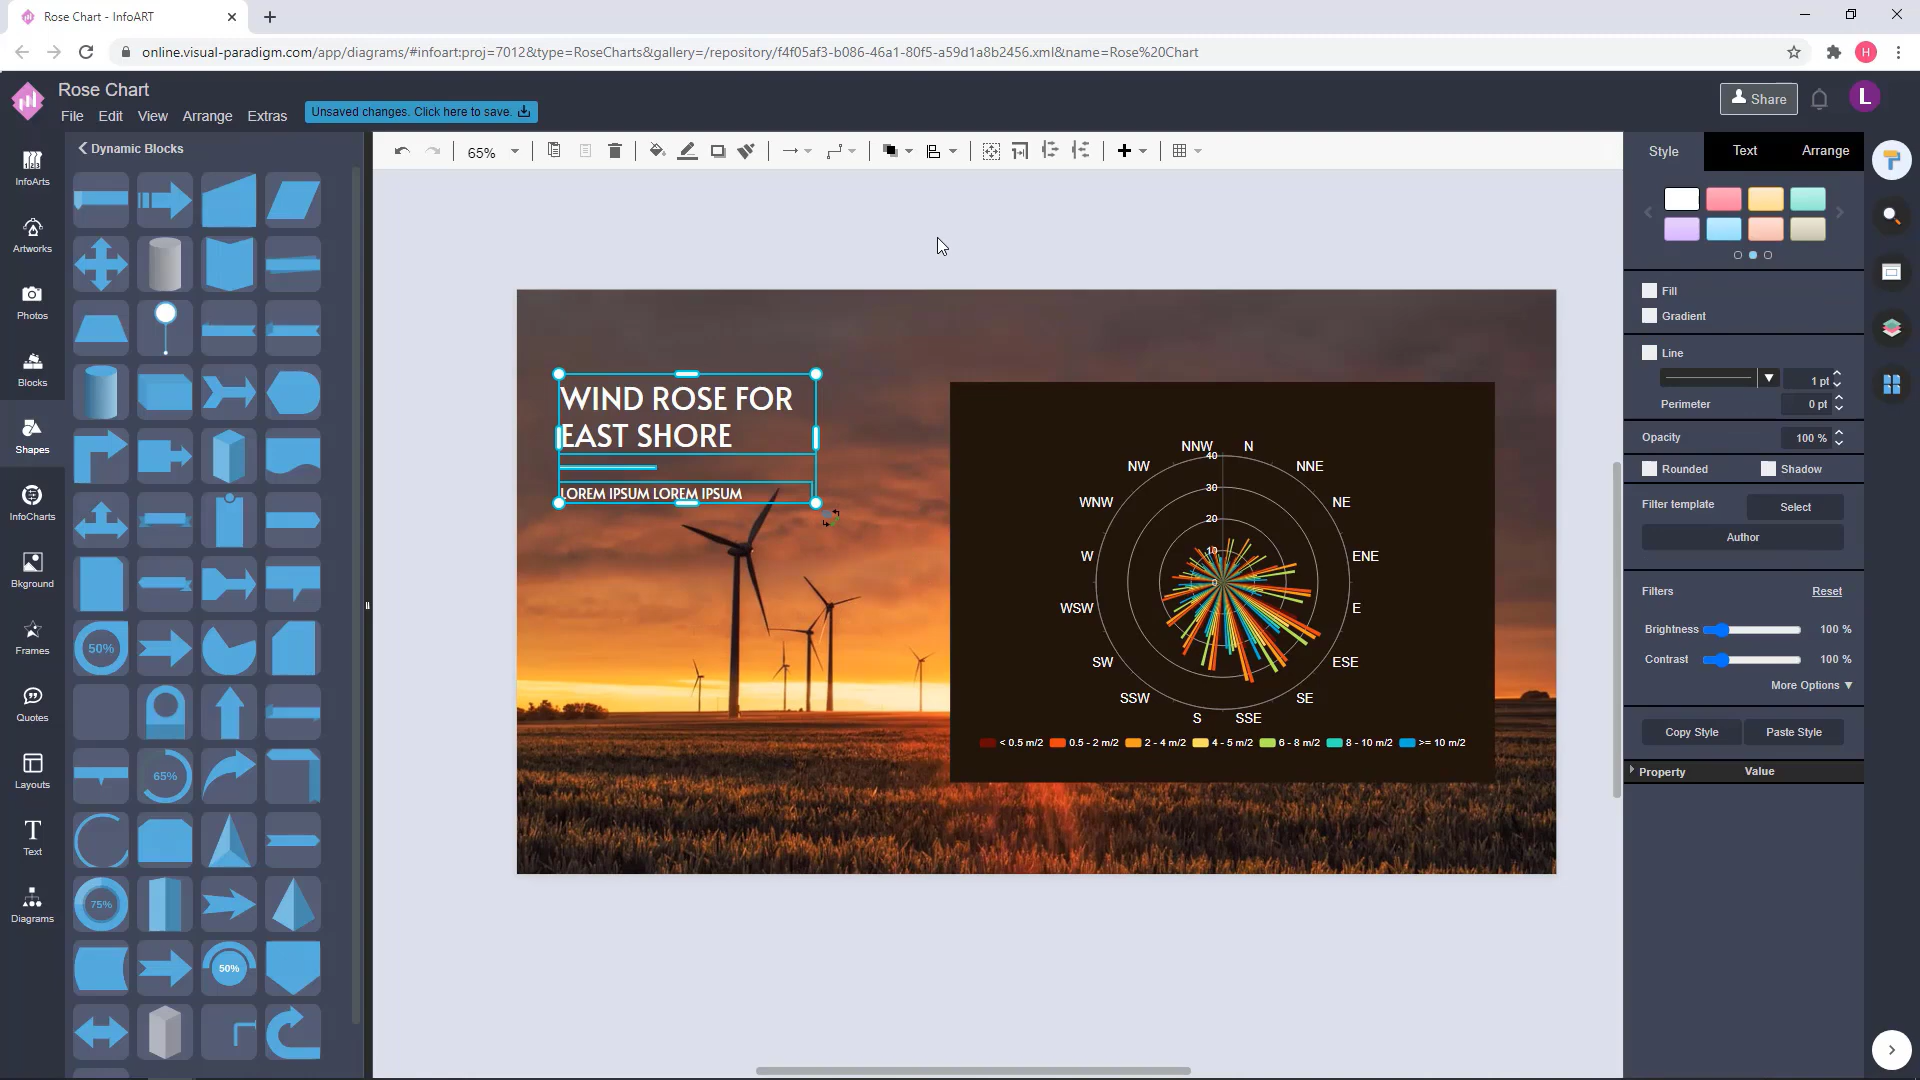 Rose Chart - InfoART
online.visual-paradigm.com/app/diagrams/#infoart:proj=7012&type=RoseCharts&gallery=/repository/f4f05af3-b086-46a1-80f5-a59d1a8b2456.xml&name=Rose%20Chart
H
Rose Chart
File Edit View Arrange Extras
Unsaved changes. Click here to save.
Share
L
InfoArts
Artworks
Photos
Blocks
Shapes
InfoCharts
Bkground
Frames
Quotes
Layouts
T
Text
Diagrams
Dynamic Blocks
50%
65%
75%
50%
65%
WIND ROSE FOR
EAST SHORE
LOREM IPSUM LOREM IPSUM
NNW N
NW NNE
WNW NE
W ENE
WSW E
SW ESE
SSW SE
S SSE
40
30
20
10
0
< 0.5 m/2 0.5 - 2 m/2 2 - 4 m/2 4 - 5 m/2 6 - 8 m/2 8 - 10 m/2 >= 10 m/2
Style Text Arrange
Fill
Gradient
Line
1 pt
Perimeter 0 pt
Opacity 100 %
Rounded Shadow
Filter template Select
Author
Filters Reset
Brightness 100 %
Contrast 100 %
More Options ▼
Copy Style Paste Style
Property Value